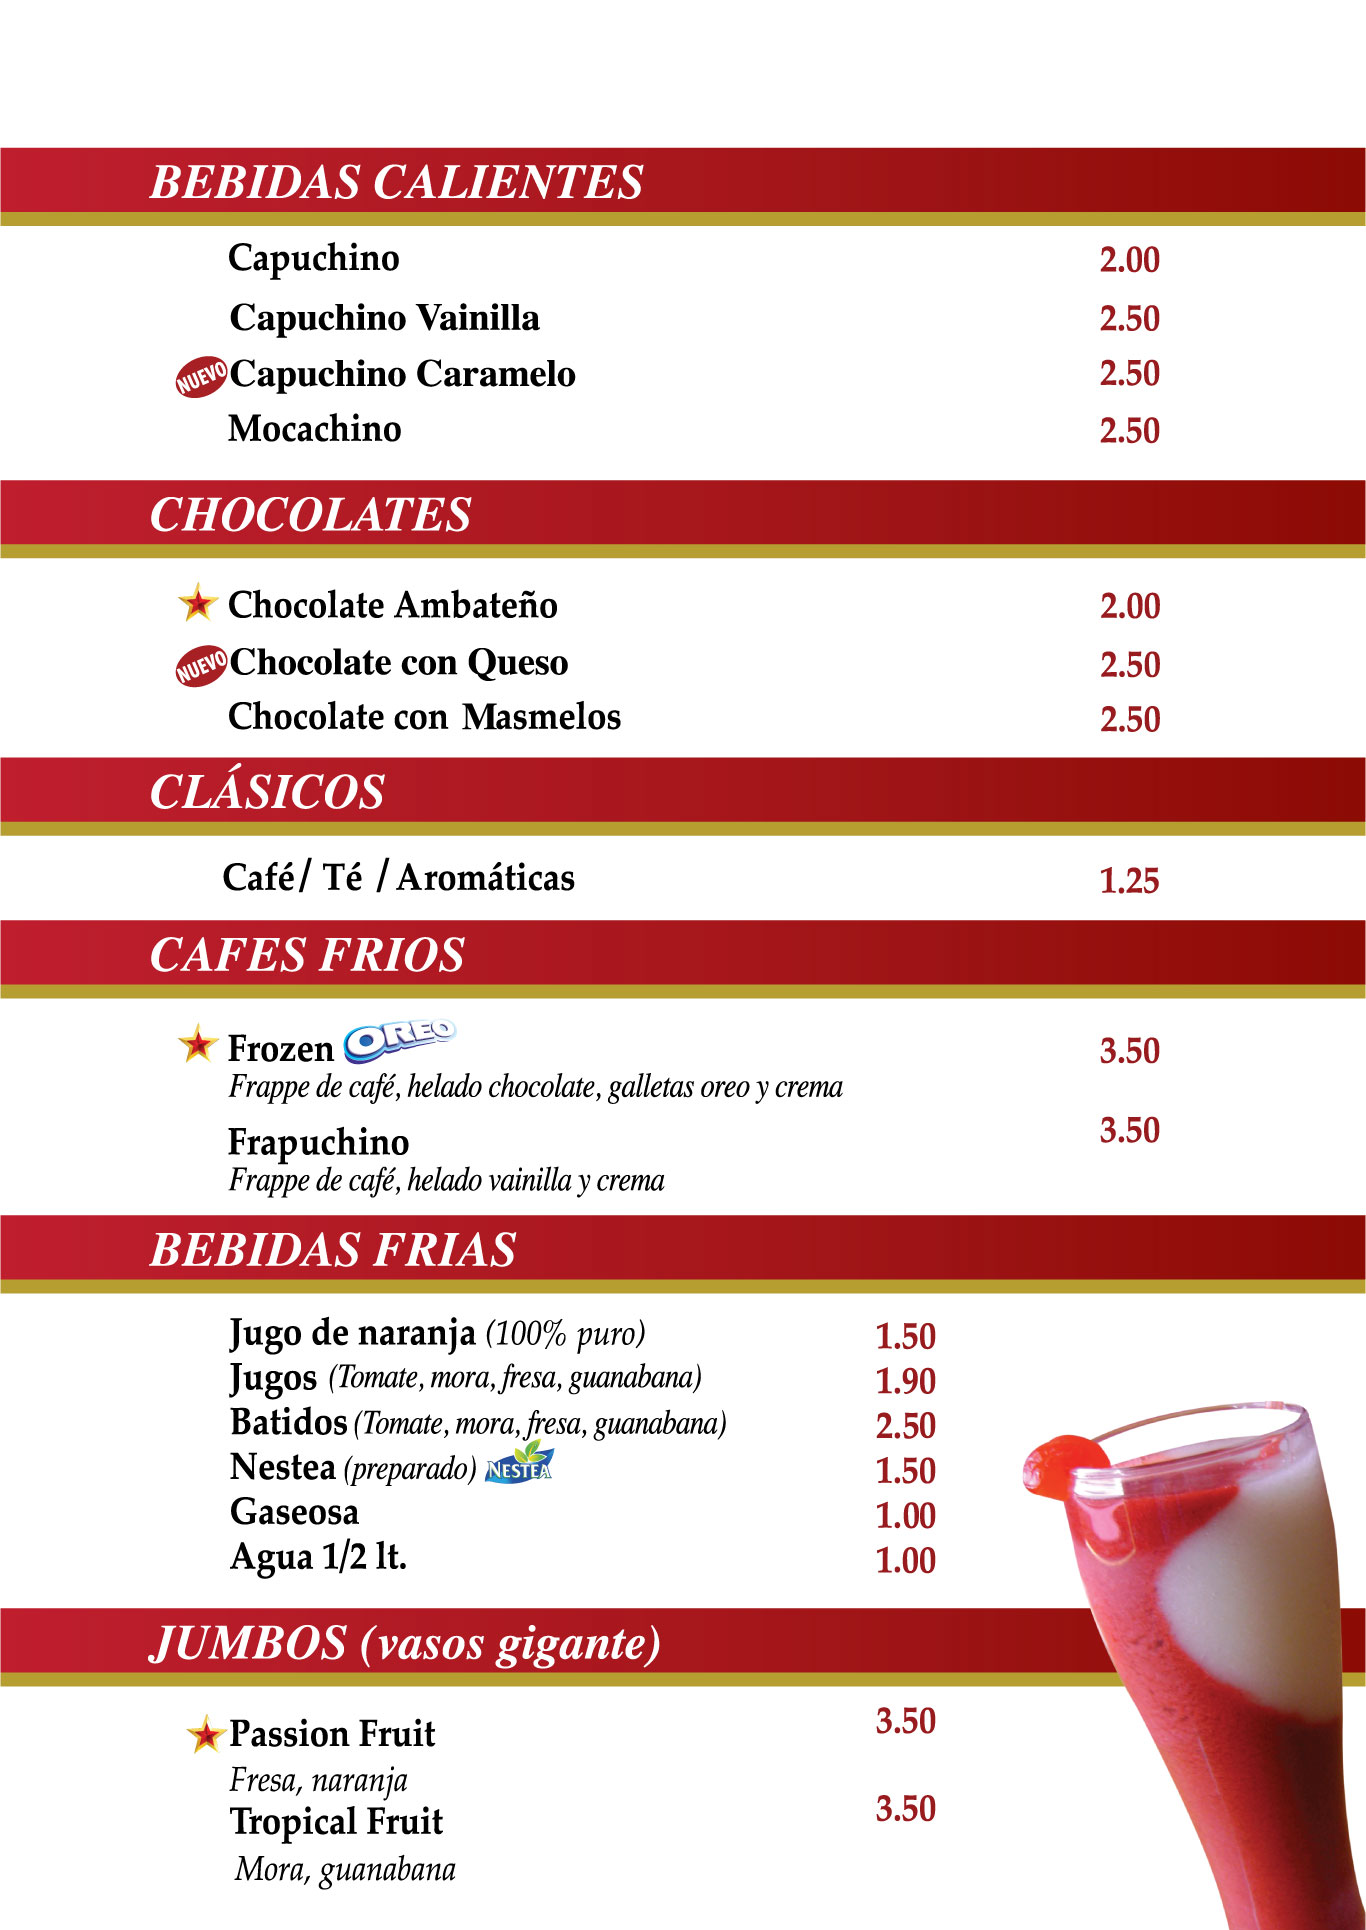 BEBIDAS CALIENTES
Capuchino 2.00
Capuchino Vainilla 2.50
NUEVO Capuchino Caramelo 2.50
Mocachino 2.50
CHOCOLATES
Chocolate Ambateño 2.00
NUEVO Chocolate con Queso 2.50
Chocolate con Masmelos 2.50
CLÁSICOS
Café / Té / Aromáticas 1.25
CAFES FRIOS
Frozen OREO 3.50
Frappe de café, helado chocolate, galletas oreo y crema
Frapuchino 3.50
Frappe de café, helado vainilla y crema
BEBIDAS FRIAS
Jugo de naranja (100% puro) 1.50
Jugos (Tomate, mora, fresa, guanabana) 1.90
Batidos (Tomate, mora, fresa, guanabana) 2.50
Nestea (preparado) NESTEA 1.50
Gaseosa 1.00
Agua 1/2 lt. 1.00
JUMBOS (vasos gigante)
Passion Fruit 3.50
Fresa, naranja
Tropical Fruit 3.50
Mora, guanabana